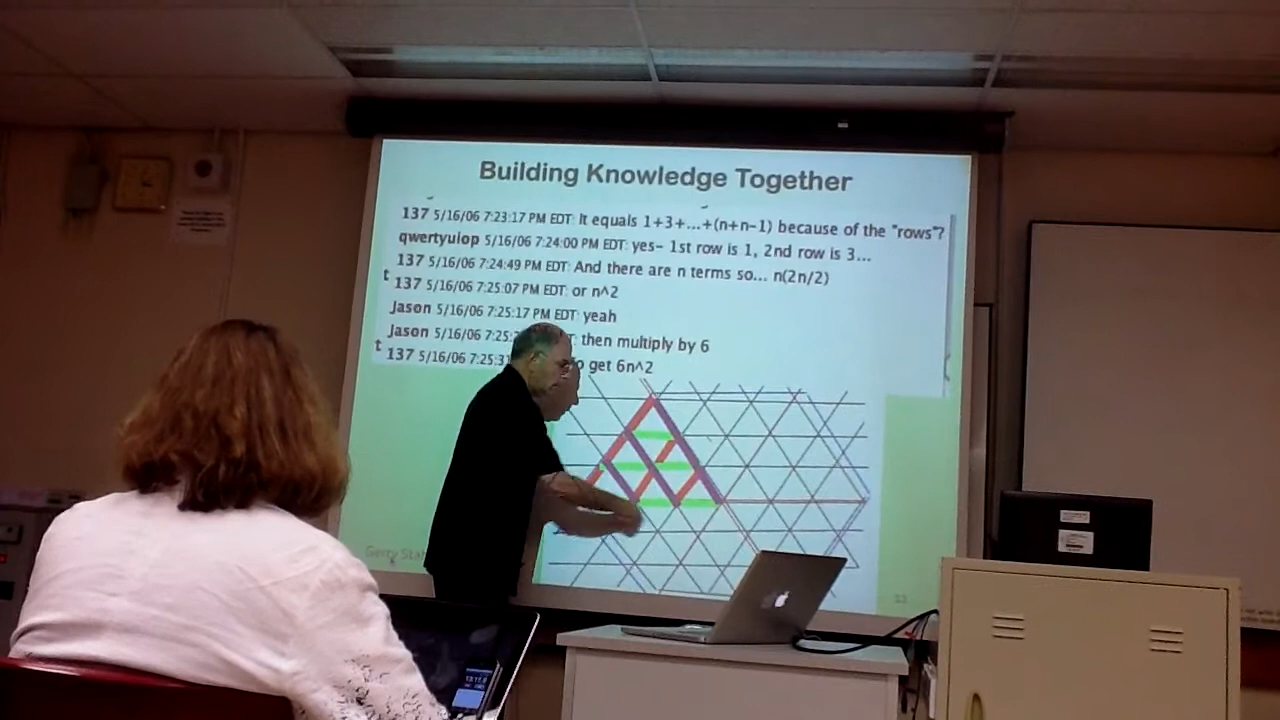 Building Knowledge Together
137 5/16/06 7:23:17 PM EDT: It equals 1+3+...+(n+n-1) because of the "rows"?
qwertyuiop 5/16/06 7:24:00 PM EDT: yes- 1st row is 1, 2nd row is 3...
137 5/16/06 7:24:49 PM EDT: And there are n terms so... n(2n/2)
t 137 5/16/06 7:25:07 PM EDT: or n^2
Jason 5/16/06 7:25:17 PM EDT: yeah
Jason 5/16/06 7:25: T: then multiply by 6
t 137 5/16/06 7:25:31 o get 6n^2
Gerry Stah